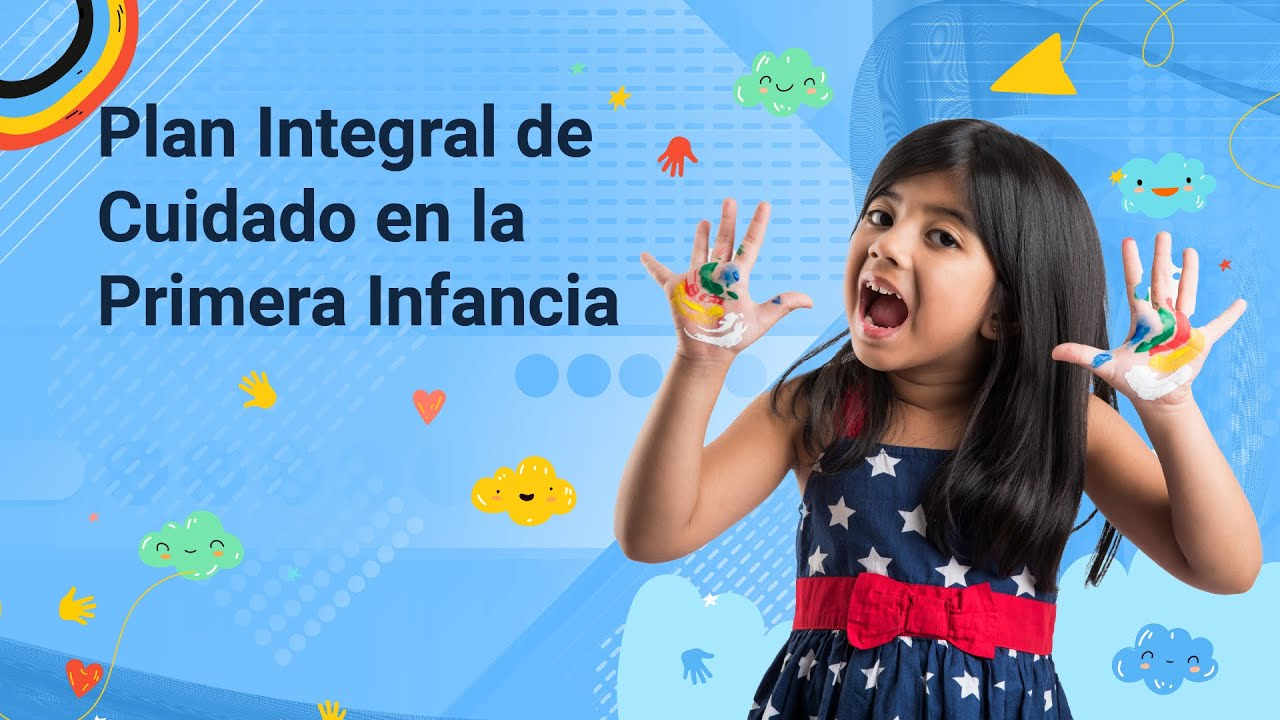 Plan Integral de
Cuidado en la
Primera Infancia